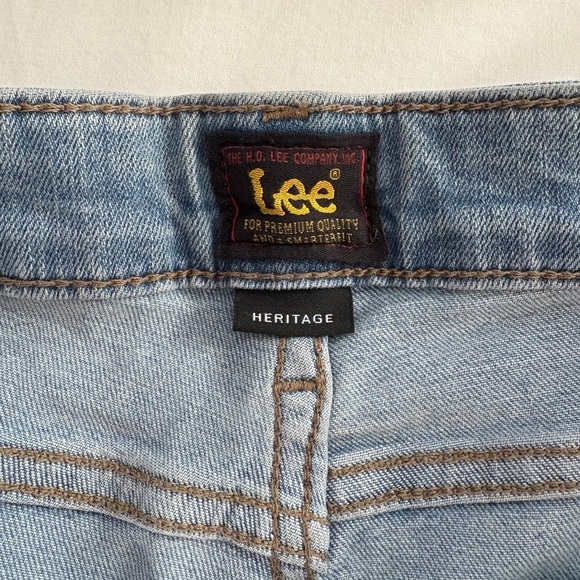 THE H.D. LEE COMPANY, INC.
Lee®
FOR PREMIUM QUALITY
AND A SMARTER FIT
HERITAGE